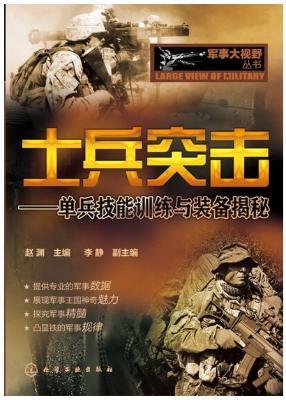 军事大视野
丛书
LARGE VIEW OF MILITARY
士兵突击
——单兵技能训练与装备揭秘
赵渊 主编 李静 副主编
★ 提供专业的军事数据
★ 展现军事王国神奇魅力
★ 探究军事精髓
★ 凸显铁的军事规律
化学工业出版社